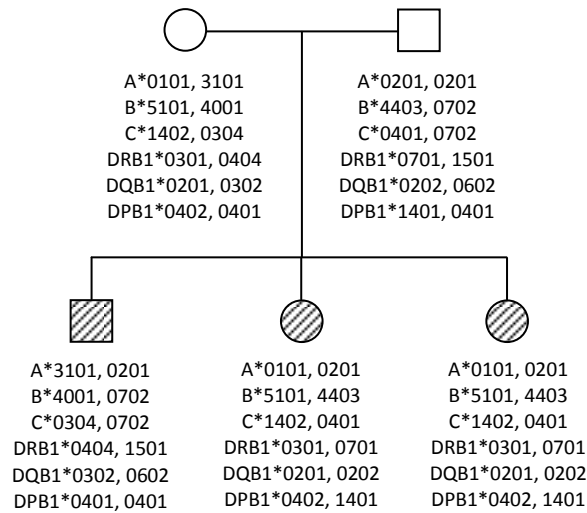 A*0101, 3101
B*5101, 4001
C*1402, 0304
DRB1*0301, 0404
DQB1*0201, 0302
DPB1*0402, 0401
A*0201, 0201
B*4403, 0702
C*0401, 0702
DRB1*0701, 1501
DQB1*0202, 0602
DPB1*1401, 0401
A*3101, 0201
B*4001, 0702
C*0304, 0702
DRB1*0404, 1501
DQB1*0302, 0602
DPB1*0401, 0401
A*0101, 0201
B*5101, 4403
C*1402, 0401
DRB1*0301, 0701
DQB1*0201, 0202
DPB1*0402, 1401
A*0101, 0201
B*5101, 4403
C*1402, 0401
DRB1*0301, 0701
DQB1*0201, 0202
DPB1*0402, 1401